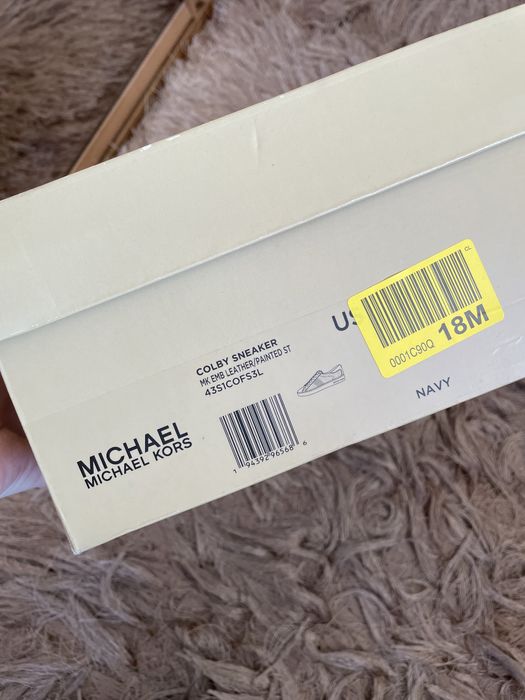 COLBY SNEAKER
MK EMB LEATHER/PAINTED ST
43S1COFS3L
US
CL
0001C90Q 18M
NAVY
MICHAEL
MICHAEL KORS
1 94392 96568 6